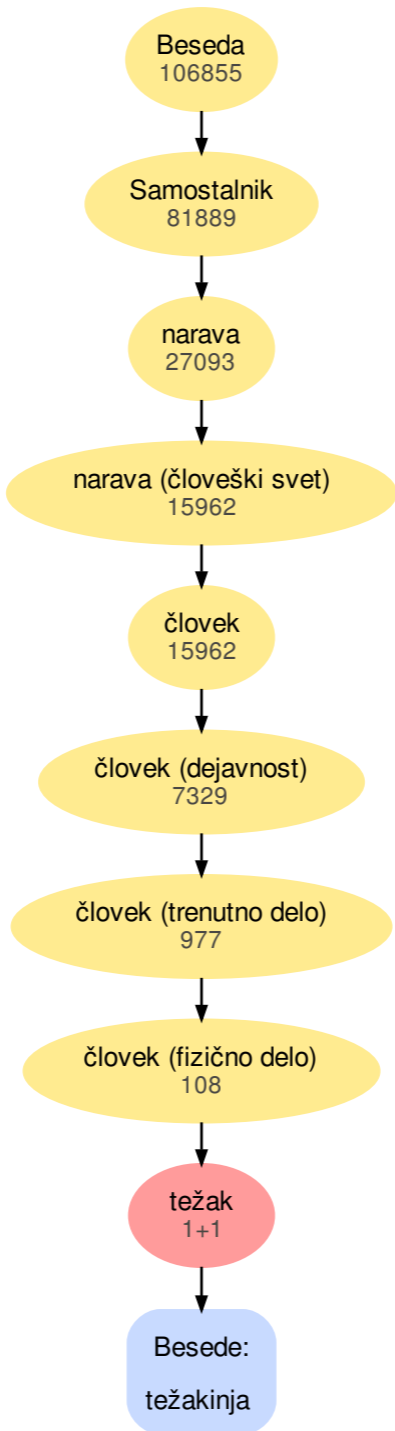 Beseda
106855
Samostalnik
81889
narava
27093
narava (človeški svet)
15962
človek
15962
človek (dejavnost)
7329
človek (trenutno delo)
977
človek (fizično delo)
108
težak
1+1
Besede:
težakinja